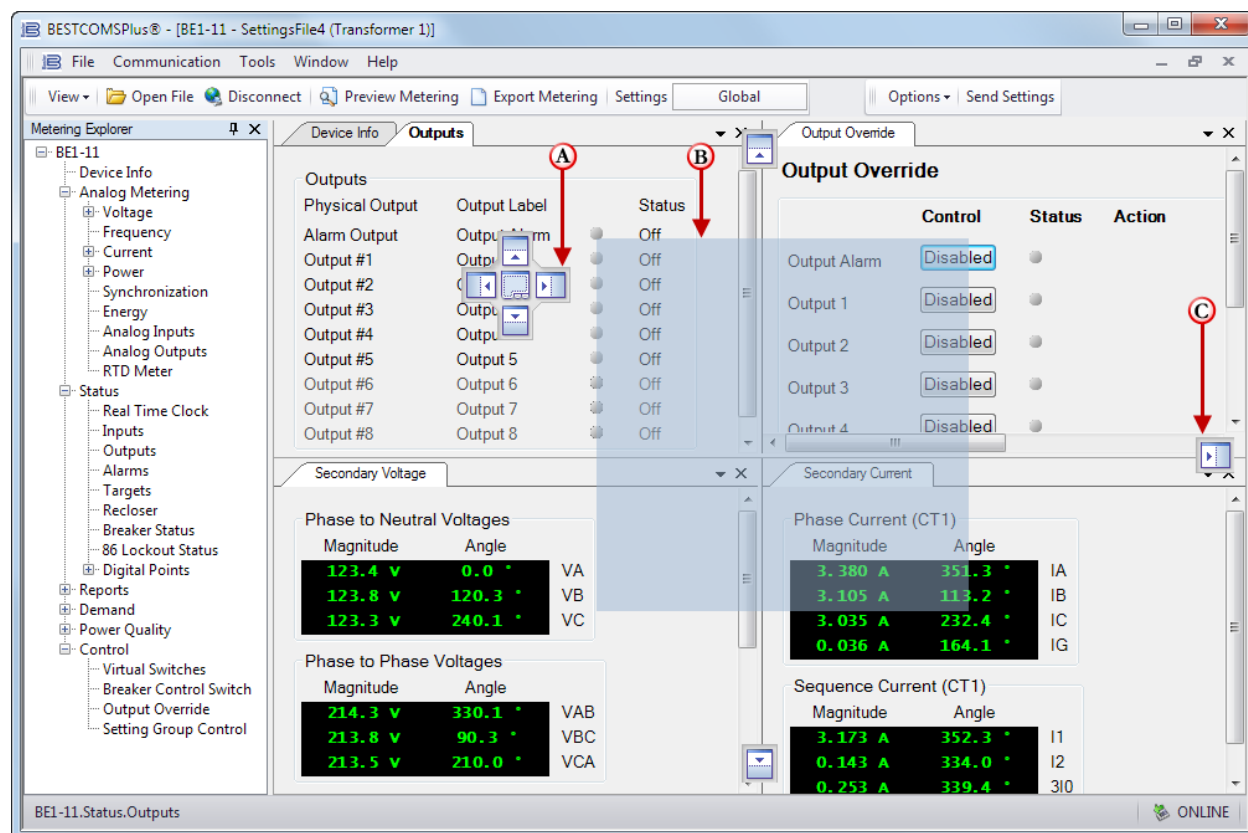 BESTCOMSPlus® - [BE1-11 - SettingsFile4 (Transformer 1)]
File Communication Tools Window Help
View Open File Disconnect Preview Metering Export Metering Settings Global Options Send Settings
Metering Explorer
BE1-11
Device Info
Analog Metering
Voltage
Frequency
Current
Power
Synchronization
Energy
Analog Inputs
Analog Outputs
RTD Meter
Status
Real Time Clock
Inputs
Outputs
Alarms
Targets
Recloser
Breaker Status
86 Lockout Status
Digital Points
Reports
Demand
Power Quality
Control
Virtual Switches
Breaker Control Switch
Output Override
Setting Group Control
Device Info Outputs
A
B
Outputs
Physical Output Output Label Status
Alarm Output Output Alarm Off
Output #1 Off
Output #2 Off
Output #3 Off
Output #4 Off
Output #5 Output 5 Off
Output #6 Output 6 Off
Output #7 Output 7 Off
Output #8 Output 8 Off
Output Override
Output Override
Control Status Action
Output Alarm Disabled
Output 1 Disabled
C
Output 2 Disabled
Output 3 Disabled
Output 4 Disabled
Secondary Voltage
Phase to Neutral Voltages
Magnitude Angle
123.4 V 0.0 ° VA
123.8 V 120.3 ° VB
123.3 V 240.1 ° VC
Phase to Phase Voltages
Magnitude Angle
214.3 V 330.1 ° VAB
213.8 V 90.3 ° VBC
213.5 V 210.0 ° VCA
Secondary Current
Phase Current (CT1)
Magnitude Angle
3.380 A 351.3 ° IA
3.105 A 113.2 ° IB
3.035 A 232.4 ° IC
0.036 A 164.1 ° IG
Sequence Current (CT1)
Magnitude Angle
3.173 A 352.3 ° I1
0.143 A 334.0 ° I2
0.253 A 339.4 ° 3I0
BE1-11.Status.Outputs
ONLINE